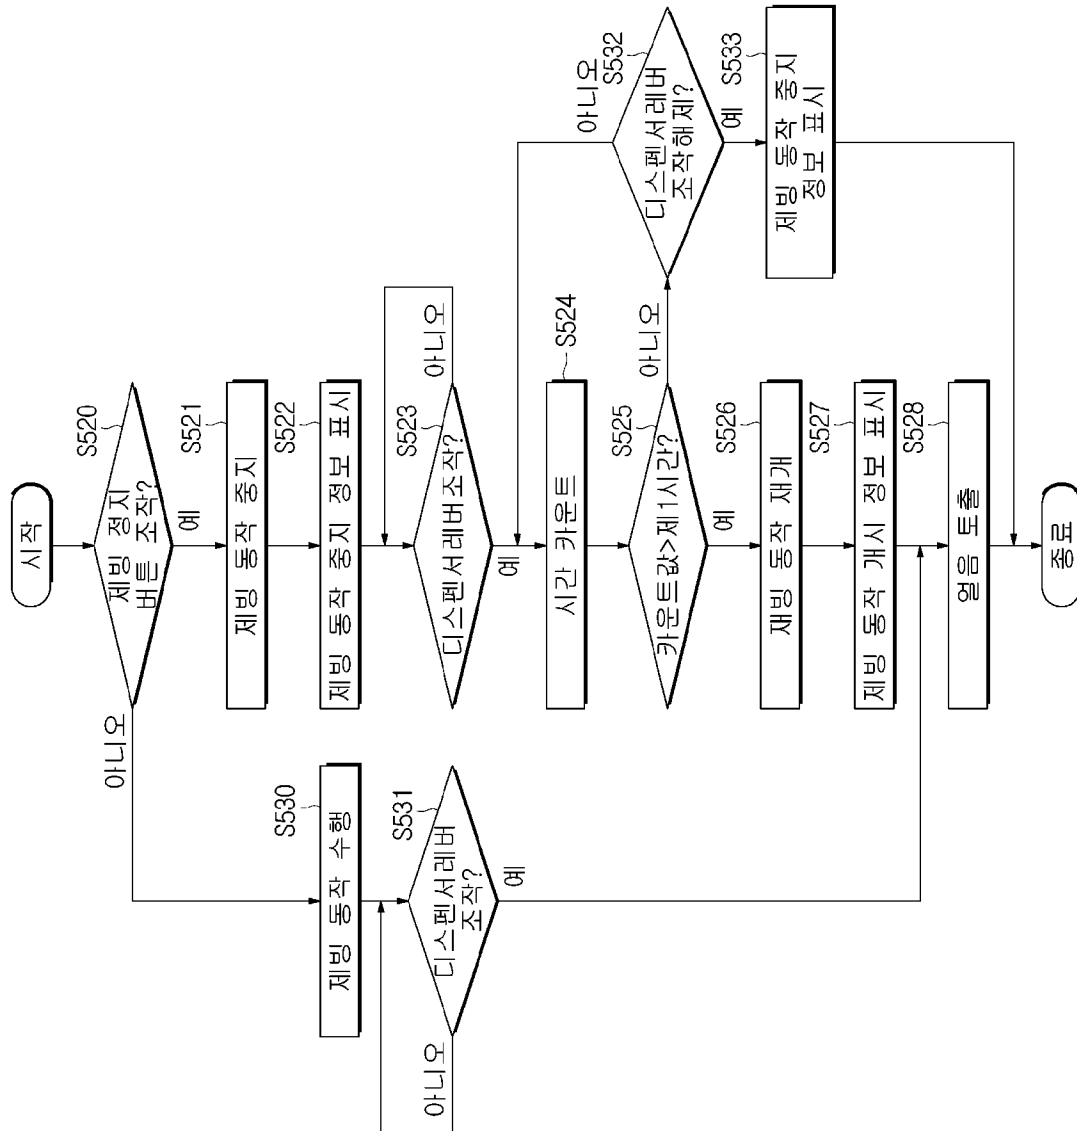 시작
S520
제빙 정지
버튼 조작?
아니오
예
S521
제빙 동작 중지
S522
제빙 동작 중지 정보 표시
S523
디스펜서레버조작?
아니오
예
S524
시간 카운트
S525
카운트값>제1시간?
아니오
예
S526
재빙 동작 재개
S527
제빙 동작 개시 정보 표시
S528
얼음 토출
종료
S530
제빙 동작 수행
S531
디스펜서레버
조작?
아니오
예
S532
디스펜서레버
조작해제?
아니오
예
S533
제빙 동작 중지
정보 표시